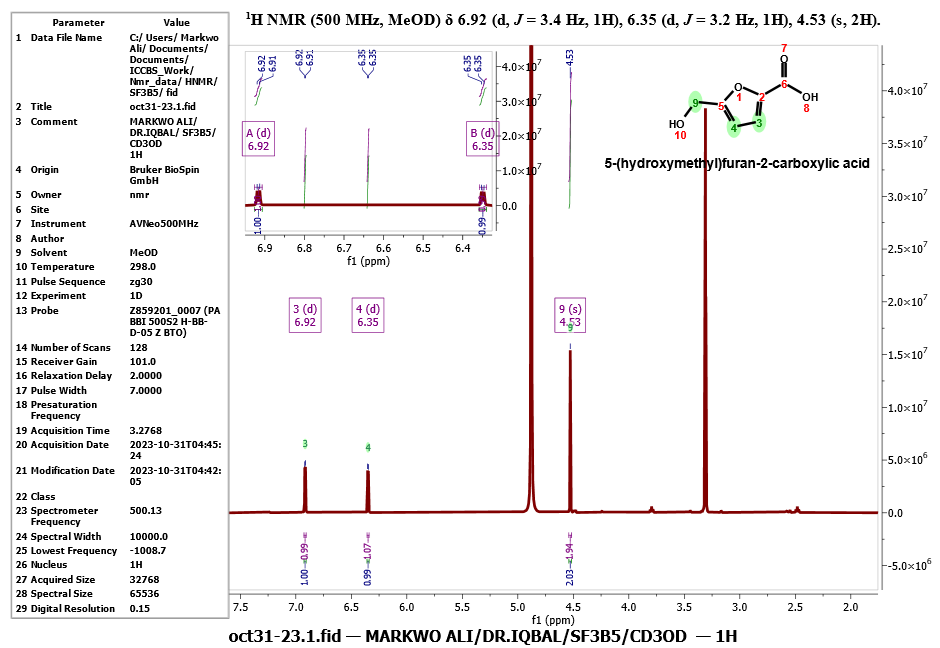 ¹H NMR (500 MHz, MeOD) δ 6.92 (d, J = 3.4 Hz, 1H), 6.35 (d, J = 3.2 Hz, 1H), 4.53 (s, 2H).
Parameter Value
1 Data File Name C:/ Users/ Markwo
Ali/ Documents/
Documents/
ICCBS_Work/
Nmr_data/ HNMR/
SF3B5/ fid
2 Title oct31-23.1.fid
3 Comment MARKWO ALI/
DR.IQBAL/ SF3B5/
CD3OD
1H
4 Origin Bruker BioSpin
GmbH
5 Owner nmr
6 Site
7 Instrument AVNeo500MHz
8 Author
9 Solvent MeOD
10 Temperature 298.0
11 Pulse Sequence zg30
12 Experiment 1D
13 Probe Z859201_0007 (PA
BBI 500S2 H-BB-
D-05 Z BTO)
14 Number of Scans 128
15 Receiver Gain 101.0
16 Relaxation Delay 2.0000
17 Pulse Width 7.0000
18 Presaturation
Frequency
19 Acquisition Time 3.2768
20 Acquisition Date 2023-10-31T04:45:
24
21 Modification Date 2023-10-31T04:42:
05
22 Class
23 Spectrometer 500.13
Frequency
24 Spectral Width 10000.0
25 Lowest Frequency -1008.7
26 Nucleus 1H
27 Acquired Size 32768
28 Spectral Size 65536
29 Digital Resolution 0.15
6.92
6.91
6.92
6.91
6.35
6.35
6.35
6.35
4.53
A (d)
6.92
B (d)
6.35
4.0×10⁷
3.0×10⁷
2.0×10⁷
1.0×10⁷
0.0
1.00
0.99
6.9 6.8 6.7 6.6 6.5 6.4
f1 (ppm)
7
O
6
OH
8
O
1
2
3
4
5
9
HO
10
5-(hydroxymethyl)furan-2-carboxylic acid
3 (d)
6.92
4 (d)
6.35
9 (s)
4.53
9
3
4
4.0×10⁷
3.5×10⁷
3.0×10⁷
2.5×10⁷
2.0×10⁷
1.5×10⁷
1.0×10⁷
5.0×10⁶
0.0
-5.0×10⁶
0.99
1.07
1.94
1.00
0.99
2.03
7.5 7.0 6.5 6.0 5.5 5.0 4.5 4.0 3.5 3.0 2.5 2.0
f1 (ppm)
oct31-23.1.fid — MARKWO ALI/DR.IQBAL/SF3B5/CD3OD — 1H